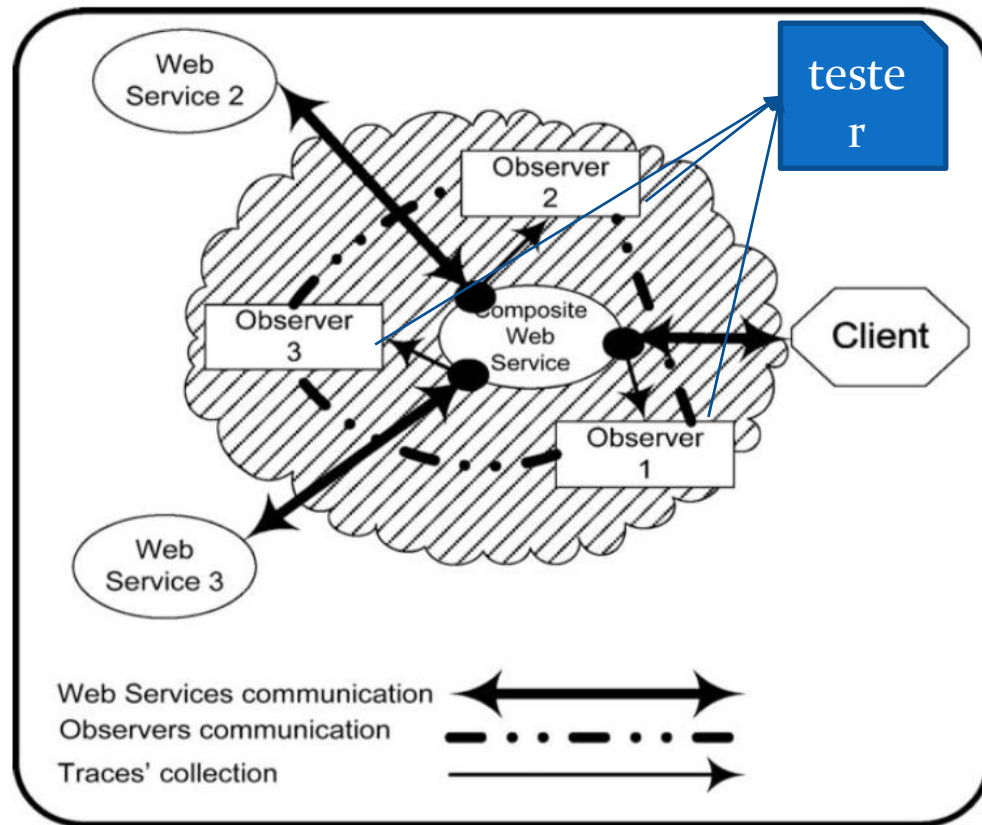 Web
Service 2
teste
r
Observer
2
Observer
3
Composite
Web
Service
Client
Observer
1
Web
Service 3
Web Services communication
Observers communication
Traces' collection